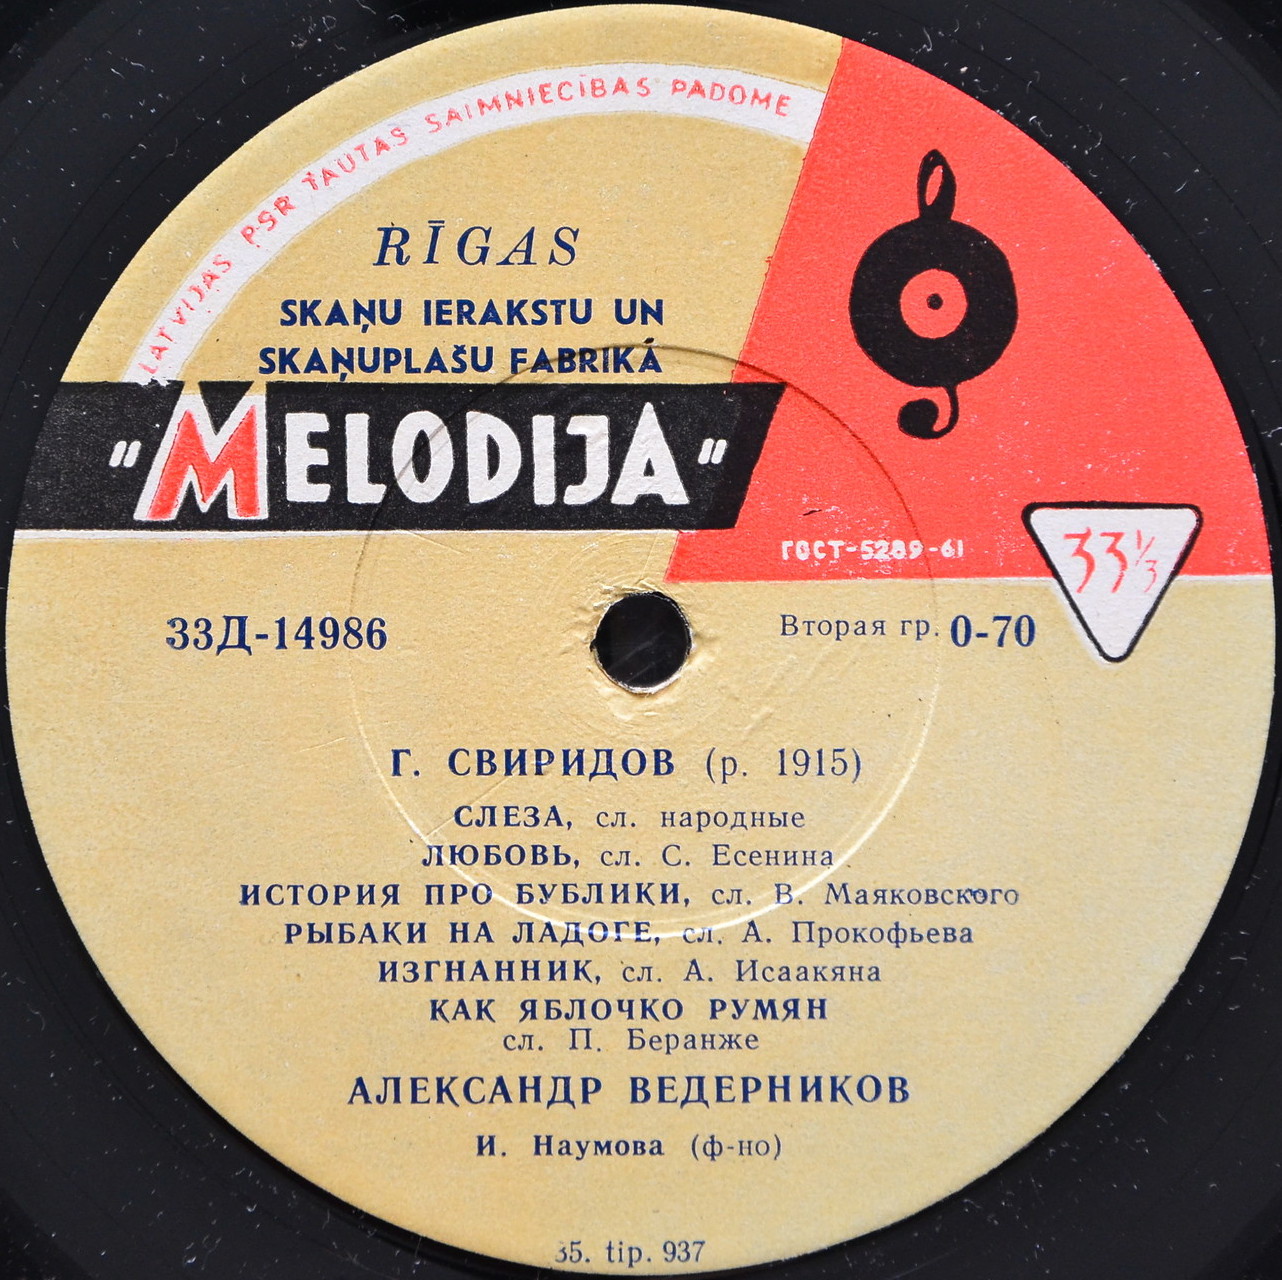 LATVIJAS PSR TAUTAS SAIMNIECĪBAS PADOME
RĪGAS
SKAŅU IERAKSTU UN
SKAŅUPLAŠU FABRIKA
"MELODIJA"
ГОСТ-5289-61
33⅓
33Д-14986
Вторая гр. 0-70
Г. СВИРИДОВ (р. 1915)
СЛЕЗА, сл. народные
ЛЮБОВЬ, сл. С. Есенина
ИСТОРИЯ ПРО БУБЛИКИ, сл. В. Маяковского
РЫБАКИ НА ЛАДОГЕ, сл. А. Прокофьева
ИЗГНАННИК, сл. А. Исаакяна
КАК ЯБЛОЧКО РУМЯН
сл. П. Беранже
АЛЕКСАНДР ВЕДЕРНИКОВ
И. Наумова (ф-но)
35. tip. 937